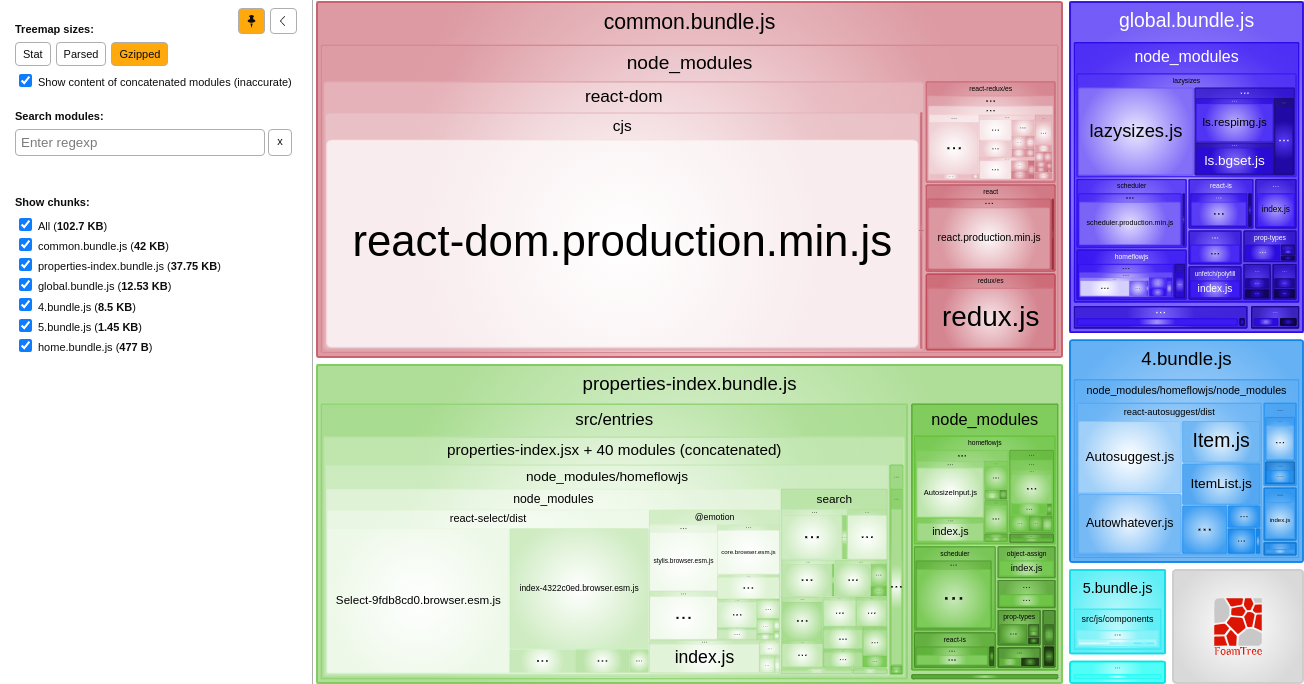 Treemap sizes:
Stat
Parsed
Gzipped
Show content of concatenated modules (inaccurate)
Search modules:
Enter regexp
x
Show chunks:
All (102.7 KB)
common.bundle.js (42 KB)
properties-index.bundle.js (37.75 KB)
global.bundle.js (12.53 KB)
4.bundle.js (8.5 KB)
5.bundle.js (1.45 KB)
home.bundle.js (477 B)
common.bundle.js
node_modules
react-dom
cjs
react-dom.production.min.js
react-redux/es
...
...
...
...
...
...
...
...
...
react
...
react.production.min.js
redux/es
redux.js
properties-index.bundle.js
src/entries
properties-index.jsx + 40 modules (concatenated)
node_modules/homeflowjs
node_modules
react-select/dist
Select-9fdb8cd0.browser.esm.js
index-4322c0ed.browser.esm.js
...
...
...
@emotion
...
stylis.browser.esm.js
...
core.browser.esm.js
...
...
...
...
...
...
index.js
search
...
...
...
...
...
...
...
...
...
...
...
...
...
...
node_modules
homeflowjs
...
...
AutosizeInput.js
index.js
...
...
...
...
...
scheduler
...
...
object-assign
index.js
...
...
prop-types
...
...
react-is
...
...
global.bundle.js
node_modules
lazysizes
lazysizes.js
...
...
ls.respimg.js
...
ls.bgset.js
...
scheduler
...
scheduler.production.min.js
react-is
...
...
...
index.js
...
...
prop-types
...
homeflowjs
...
...
unfetch/polyfill
index.js
...
...
...
...
4.bundle.js
node_modules/homeflowjs/node_modules
react-autosuggest/dist
Autosuggest.js
Autowhatever.js
Item.js
ItemList.js
...
...
...
...
...
...
...
index.js
...
5.bundle.js
src/js/components
...
...
FoamTree